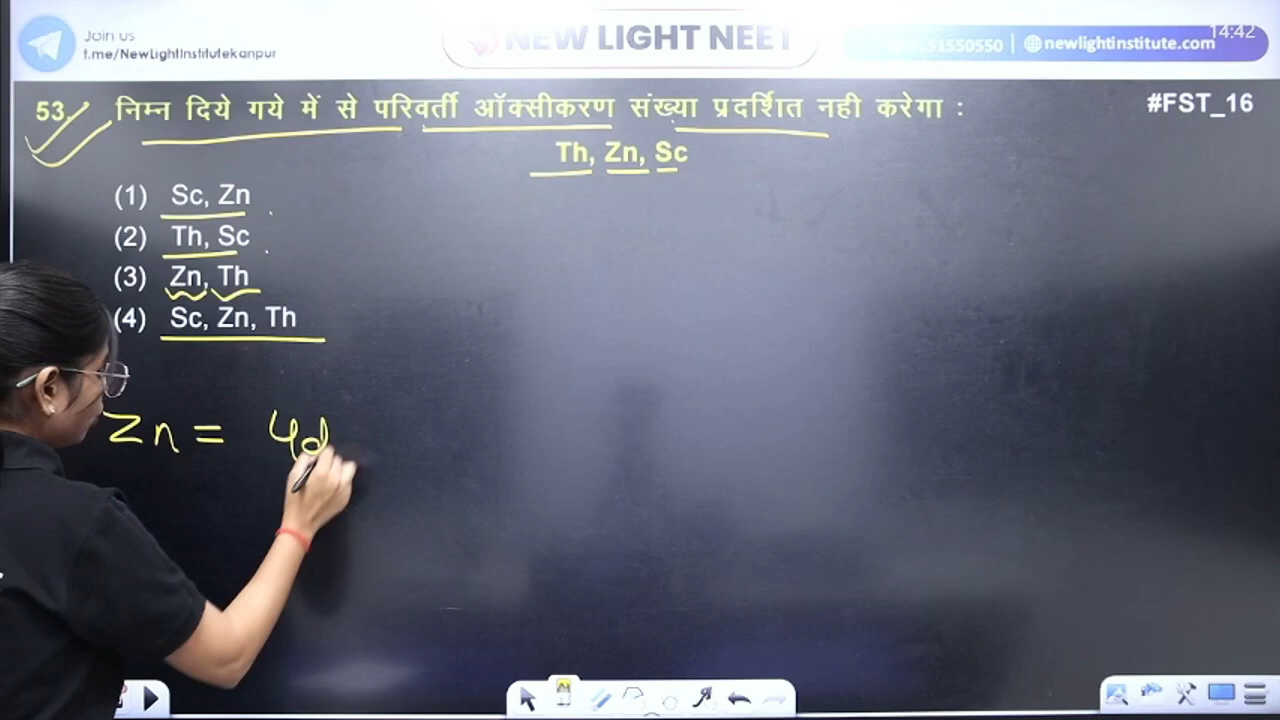 Join us
t.me/NewLightInstitutekanpur
NEW LIGHT NEET
newlightinstitute.com
14:42
53. निम्न दिये गये में से परिवर्ती ऑक्सीकरण संख्या प्रदर्शित नही करेगा :
#FST_16
Th, Zn, Sc
(1) Sc, Zn
(2) Th, Sc
(3) Zn, Th
(4) Sc, Zn, Th
Zn = 4d